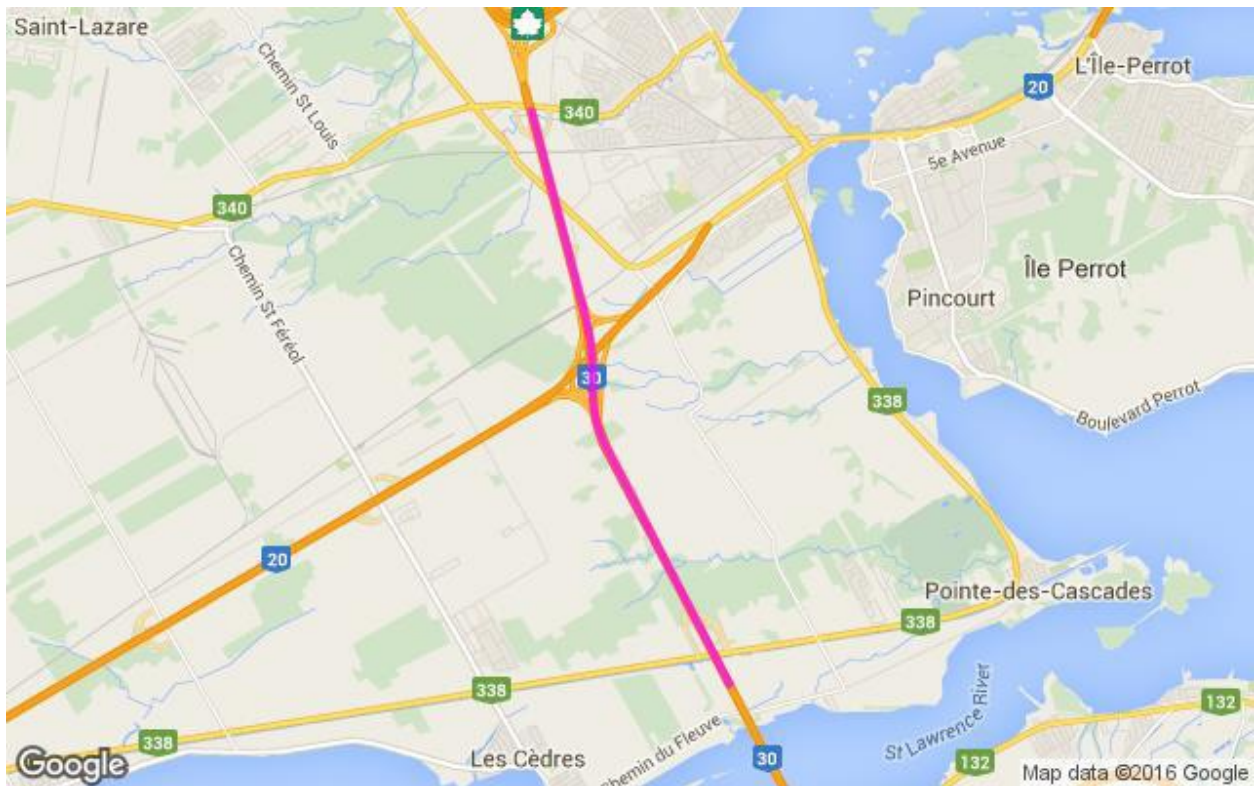 Saint-Lazare
Chemin St Louis
340
L'Île-Perrot
20
5e Avenue
340
Chemin St Féréol
Île Perrot
Pincourt
30
338
Boulevard Perrot
20
Pointe-des-Cascades
338
338
St Lawrence River
132
338
Les Cèdres
Chemin du Fleuve
30
132
Google
Map data ©2016 Google